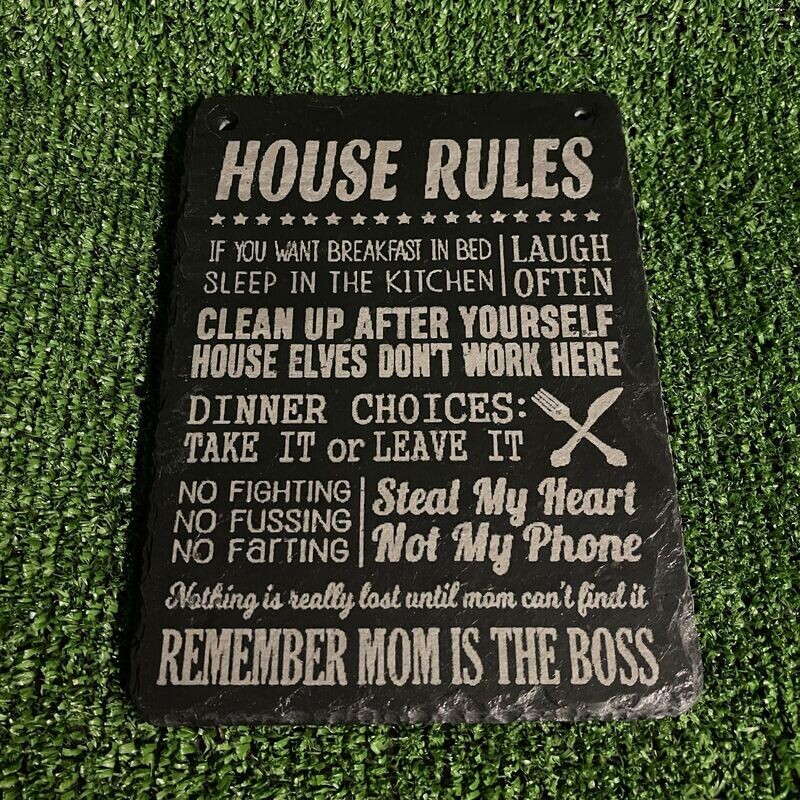 HOUSE RULES
IF YOU WANT BREAKFAST IN BED
SLEEP IN THE KITCHEN
LAUGH
OFTEN
CLEAN UP AFTER YOURSELF
HOUSE ELVES DON'T WORK HERE
DINNER CHOICES:
TAKE IT or LEAVE IT
NO FIGHTING
NO FUSSING
NO FarTING
Steal My Heart
Not My Phone
Nothing is really lost until mom can't find it
REMEMBER MOM IS THE BOSS